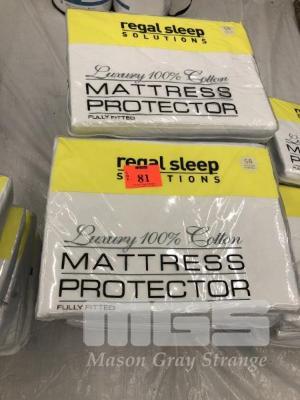 regal sleep
SOLUTIONS
Luxury 100% Cotton
MATTRESS
PROTECTOR
FULLY FITTED
regal sleep
SOLUTIONS
81
Luxury 100% Cotton
MATTRESS
PROTECTOR
FULLY FITTED
MGS
Mason Gray Strange